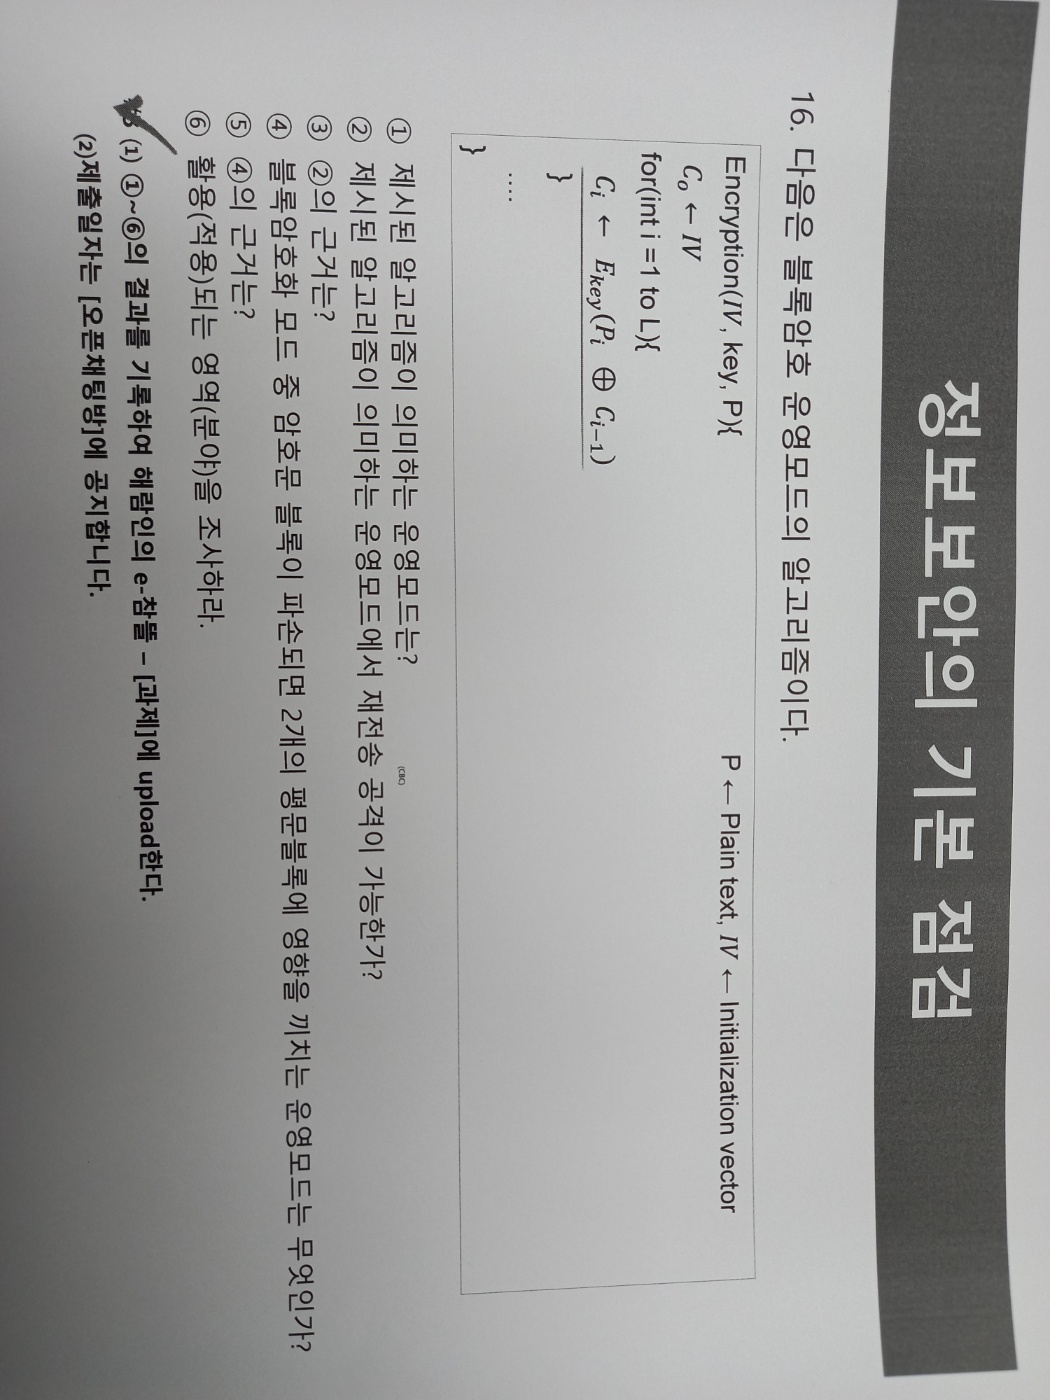 정보보안의 기본 점검
16. 다음은 블록암호 운영모드의 알고리즘이다.
Encryption(IV, key, P){ P ← Plain text, IV ← Initialization vector
C₀ ← IV
for(int i =1 to L){
Cᵢ ← E_key(Pᵢ ⊕ Cᵢ₋₁)
}
....
}
① 제시된 알고리즘이 의미하는 운영모드는?
(CBC)
② 제시된 알고리즘이 의미하는 운영모드에서 재전송 공격이 가능한가?
③ ②의 근거는?
④ 블록암호화 모드 중 암호문 블록이 파손되면 2개의 평문블록에 영향을 끼치는 운영모드는 무엇인가?
⑤ ④의 근거는?
⑥ 활용(적용)되는 영역(분야)을 조사하라.
(1) ①~⑥의 결과를 기록하여 해람인의 e-참뜰 – [과제]에 upload한다.
(2)제출일자는 [오픈채팅방]에 공지합니다.